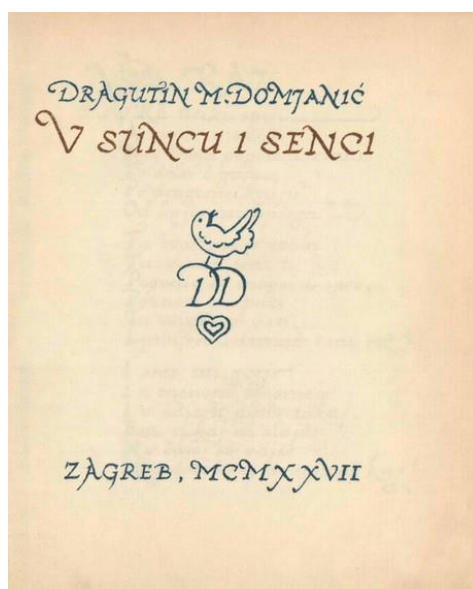 DRAGUTIN M. DOMJANIĆ
V SUNCU I SENCI
DD
ZAGREB, MCMXXVII